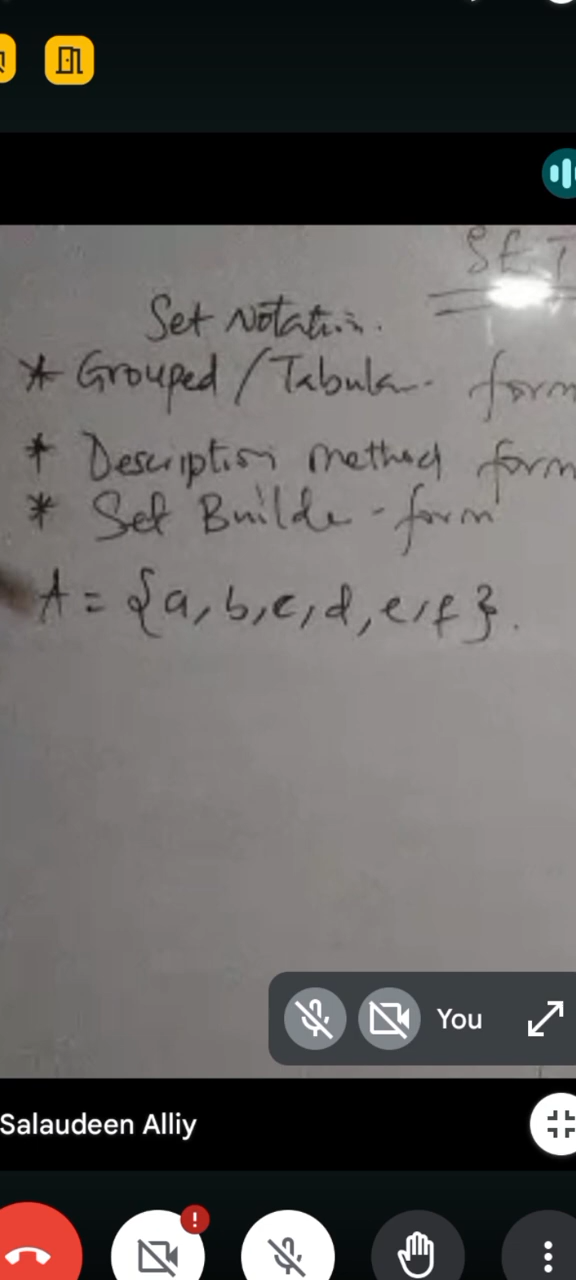 SET
Set Notation.
* Grouped / Tabular form
* Description method form
* Set Builder - form
A = {a, b, c, d, e, f}.
You
Salaudeen Alliy
!